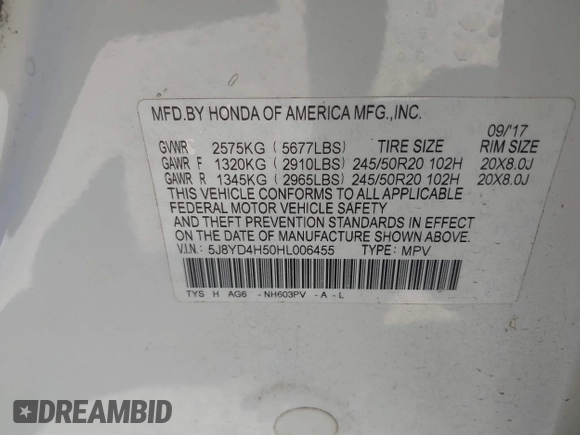 MFD.BY HONDA OF AMERICA MFG.,INC.
09/'17
GVWR 2575KG ( 5677LBS) TIRE SIZE RIM SIZE
GAWR F 1320KG ( 2910LBS) 245/50R20 102H 20X8.0J
GAWR R 1345KG ( 2965LBS) 245/50R20 102H 20X8.0J
THIS VEHICLE CONFORMS TO ALL APPLICABLE
FEDERAL MOTOR VEHICLE SAFETY
AND THEFT PREVENTION STANDARDS IN EFFECT
ON THE DATE OF MANUFACTURE SHOWN ABOVE.
V.I.N.: 5J8YD4H50HL006455 TYPE: MPV
TYS H AG6 -NH603PV -A -L
DREAMBID